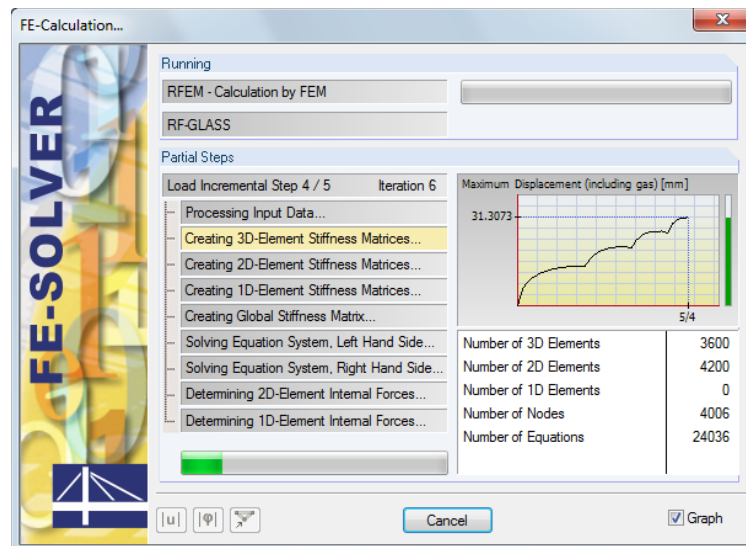 FE-Calculation...
FE-SOLVER
Running
RFEM - Calculation by FEM
RF-GLASS
Partial Steps
Load Incremental Step 4 / 5 Iteration 6
Processing Input Data...
Creating 3D-Element Stiffness Matrices...
Creating 2D-Element Stiffness Matrices...
Creating 1D-Element Stiffness Matrices...
Creating Global Stiffness Matrix...
Solving Equation System, Left Hand Side...
Solving Equation System, Right Hand Side...
Determining 2D-Element Internal Forces...
Determining 1D-Element Internal Forces...
Maximum Displacement (including gas) [mm]
31.3073
5/4
Number of 3D Elements 3600
Number of 2D Elements 4200
Number of 1D Elements 0
Number of Nodes 4006
Number of Equations 24036
|u| |φ|
Cancel
Graph